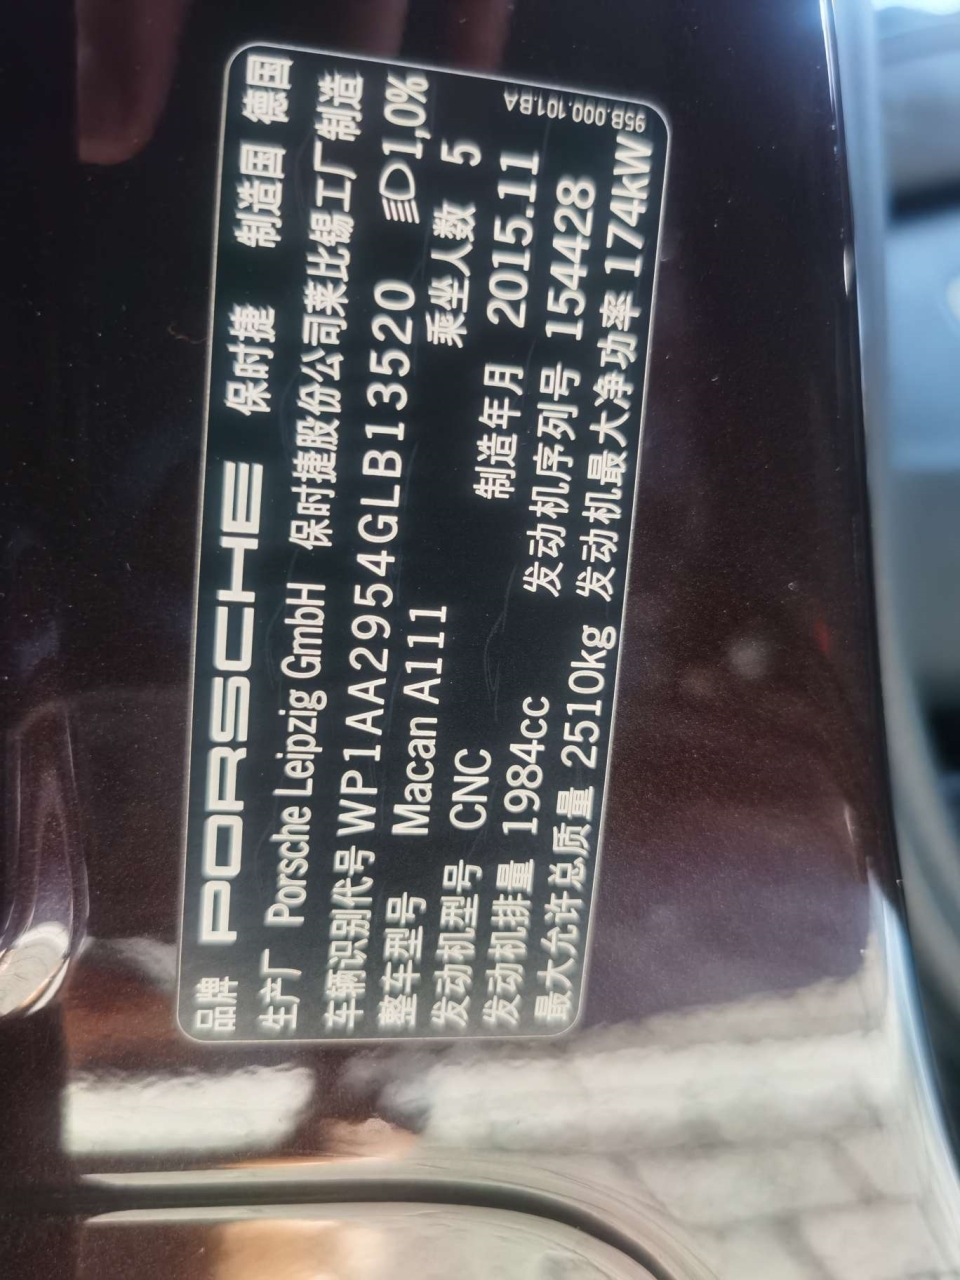 品牌 PORSCHE 保时捷 制造国 德国
生产厂 Porsche Leipzig GmbH 保时捷股份公司莱比锡工厂制造
车辆识别代号 WP1AA2954GLB13520 1,0%
整车型号 Macan A111 乘坐人数 5
发动机型号 CNC 制造年月 2015.11
发动机排量 1984cc 发动机序列号 154428
最大允许总质量 2510kg 发动机最大净功率 174kW
95B.000.101.BA